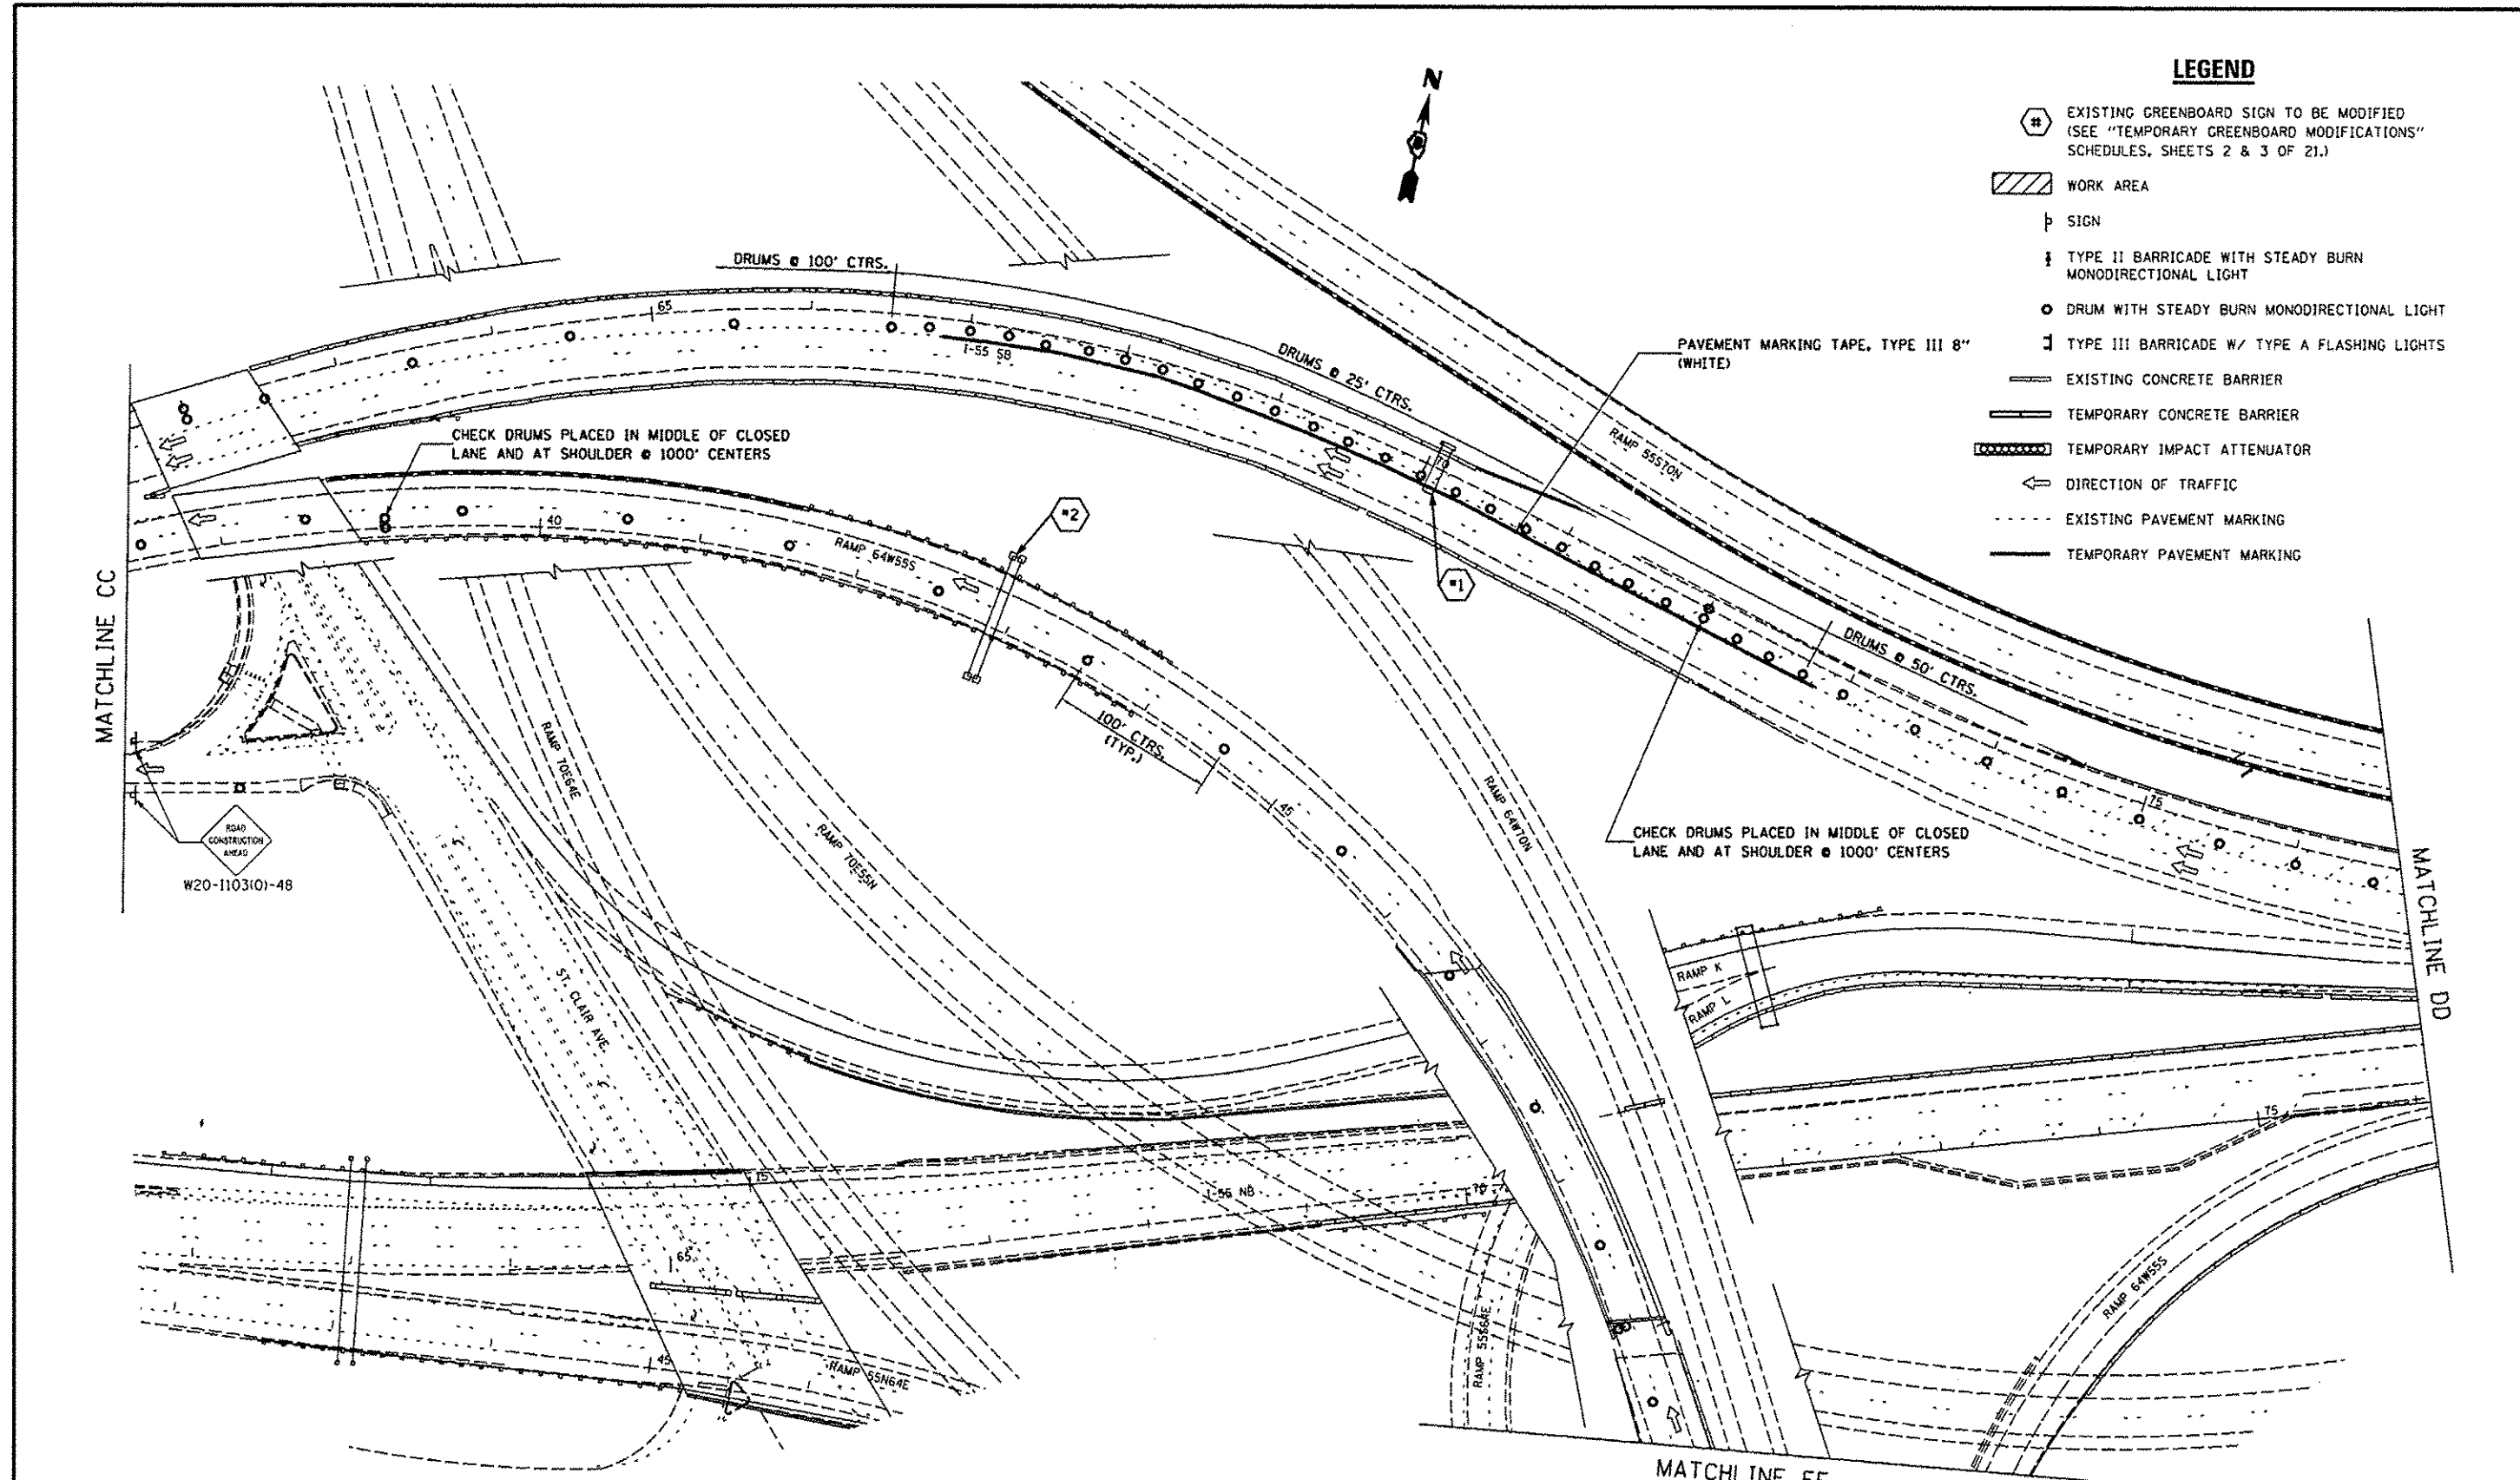 LEGEND
# EXISTING GREENBOARD SIGN TO BE MODIFIED
(SEE "TEMPORARY GREENBOARD MODIFICATIONS"
SCHEDULES, SHEETS 2 & 3 OF 21.)
WORK AREA
SIGN
TYPE II BARRICADE WITH STEADY BURN
MONODIRECTIONAL LIGHT
DRUM WITH STEADY BURN MONODIRECTIONAL LIGHT
TYPE III BARRICADE W/ TYPE A FLASHING LIGHTS
EXISTING CONCRETE BARRIER
TEMPORARY CONCRETE BARRIER
TEMPORARY IMPACT ATTENUATOR
DIRECTION OF TRAFFIC
EXISTING PAVEMENT MARKING
TEMPORARY PAVEMENT MARKING
N
DRUMS @ 100' CTRS.
65
I-55 SB
DRUMS @ 25' CTRS.
PAVEMENT MARKING TAPE, TYPE III 8"
(WHITE)
RAMP 55S70N
70
CHECK DRUMS PLACED IN MIDDLE OF CLOSED
LANE AND AT SHOULDER @ 1000' CENTERS
#2
40
RAMP 64W55S
#1
DRUMS @ 50' CTRS.
MATCHLINE CC
100' CTRS.
(TYP.)
RAMP 70E64E
RAMP 70E55N
45
RAMP 64W70N
75
CHECK DRUMS PLACED IN MIDDLE OF CLOSED
LANE AND AT SHOULDER @ 1000' CENTERS
ROAD
CONSTRUCTION
AHEAD
W20-1103(0)-48
MATCHLINE DD
ST. CLAIR AVE.
RAMP K
RAMP L
75
75
I-55 NB
70
65
45
RAMP 55N64E
RAMP 55S64E
RAMP 64W55S